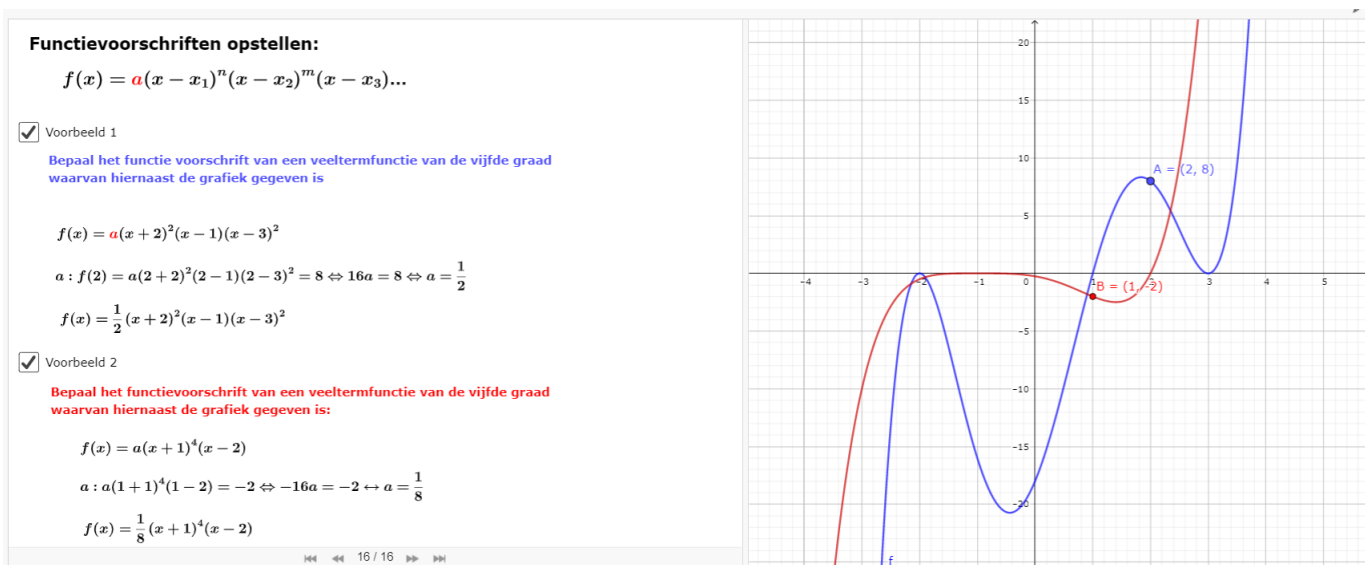 Functievoorschriften opstellen:
f(x) = a(x − x₁)ⁿ(x − x₂)ᵐ(x − x₃)...
Voorbeeld 1
Bepaal het functie voorschrift van een veeltermfunctie van de vijfde graad
waarvan hiernaast de grafiek gegeven is
f(x) = a(x + 2)²(x − 1)(x − 3)²
a : f(2) = a(2 + 2)²(2 − 1)(2 − 3)² = 8 ⇔ 16a = 8 ⇔ a = 1/2
f(x) = 1/2 (x + 2)²(x − 1)(x − 3)²
Voorbeeld 2
Bepaal het functievoorschrift van een veeltermfunctie van de vijfde graad
waarvan hiernaast de grafiek gegeven is:
f(x) = a(x + 1)⁴(x − 2)
a : a(1 + 1)⁴(1 − 2) = −2 ⇔ −16a = −2 ↔ a = 1/8
f(x) = 1/8 (x + 1)⁴(x − 2)
16 / 16
20
15
10
A = (2, 8)
5
-4 -3 -2 -1 0 1 2 3 4 5
B = (1, -2)
-5
-10
-15
-20
f